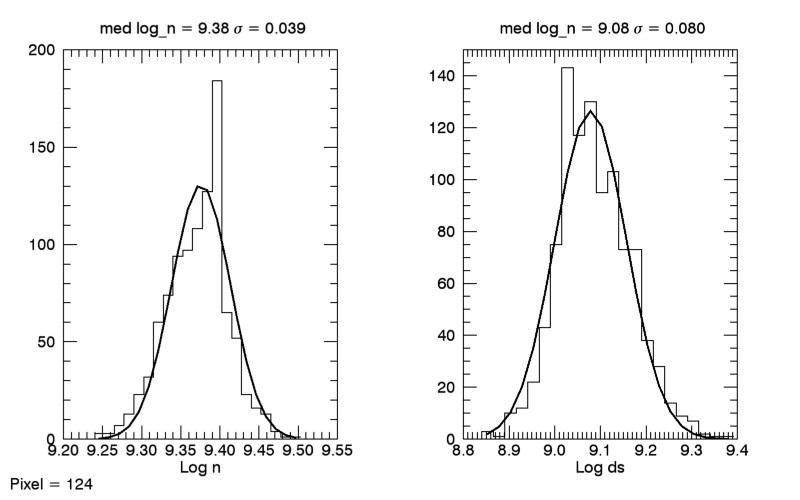 med log_n = 9.38 σ = 0.039
200
150
100
50
0
9.20 9.25 9.30 9.35 9.40 9.45 9.50 9.55
Log n
med log_n = 9.08 σ = 0.080
140
120
100
80
60
40
20
0
8.8 8.9 9.0 9.1 9.2 9.3 9.4
Log ds
Pixel = 124